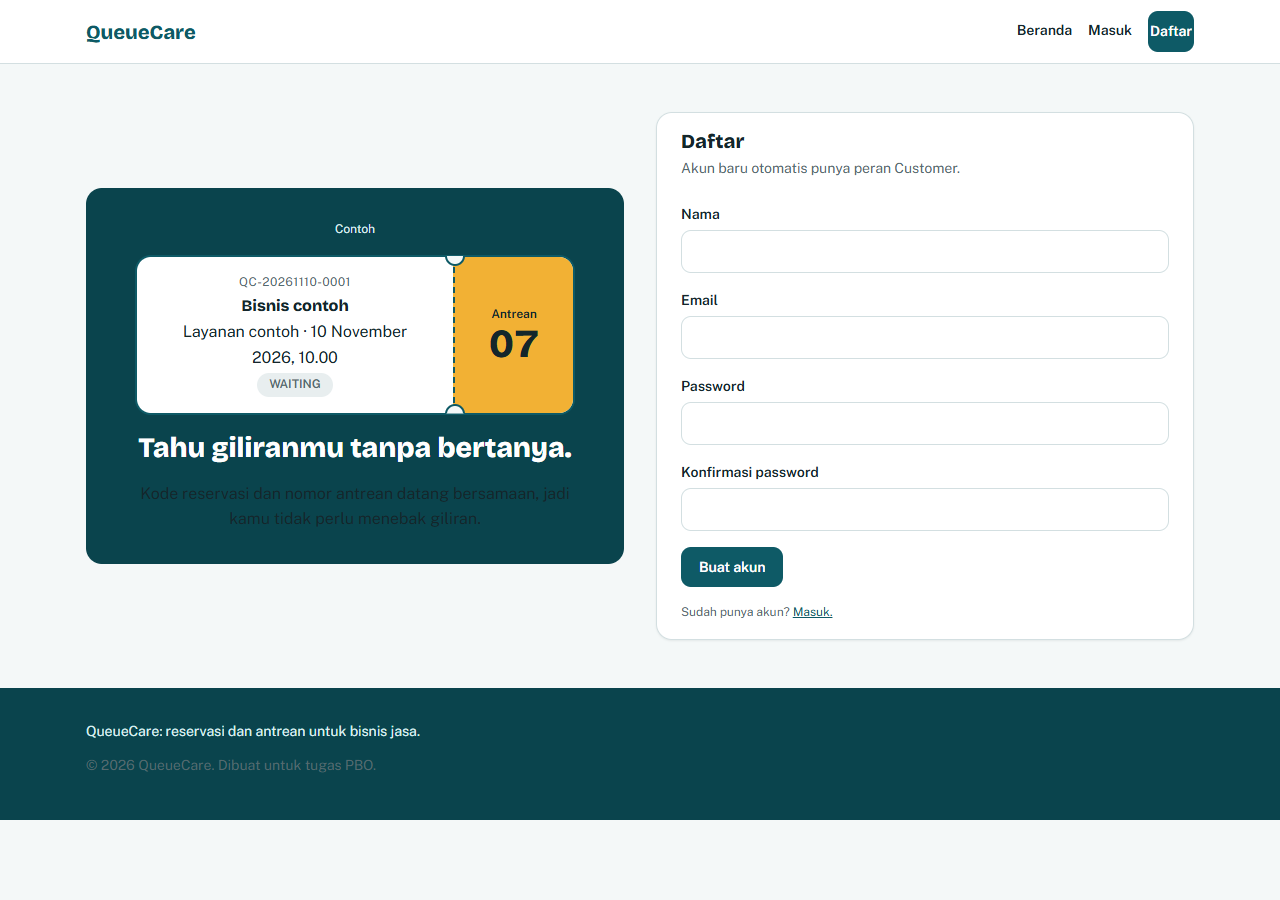 QueueCare
Beranda
Masuk
Daftar
Contoh
QC-20261110-0001
Bisnis contoh
Layanan contoh · 10 November
2026, 10.00
WAITING
Antrean
07
Tahu giliranmu tanpa bertanya.
Kode reservasi dan nomor antrean datang bersamaan, jadi
kamu tidak perlu menebak giliran.
Daftar
Akun baru otomatis punya peran Customer.
Nama
Email
Password
Konfirmasi password
Buat akun
Sudah punya akun? Masuk.
QueueCare: reservasi dan antrean untuk bisnis jasa.
© 2026 QueueCare. Dibuat untuk tugas PBO.